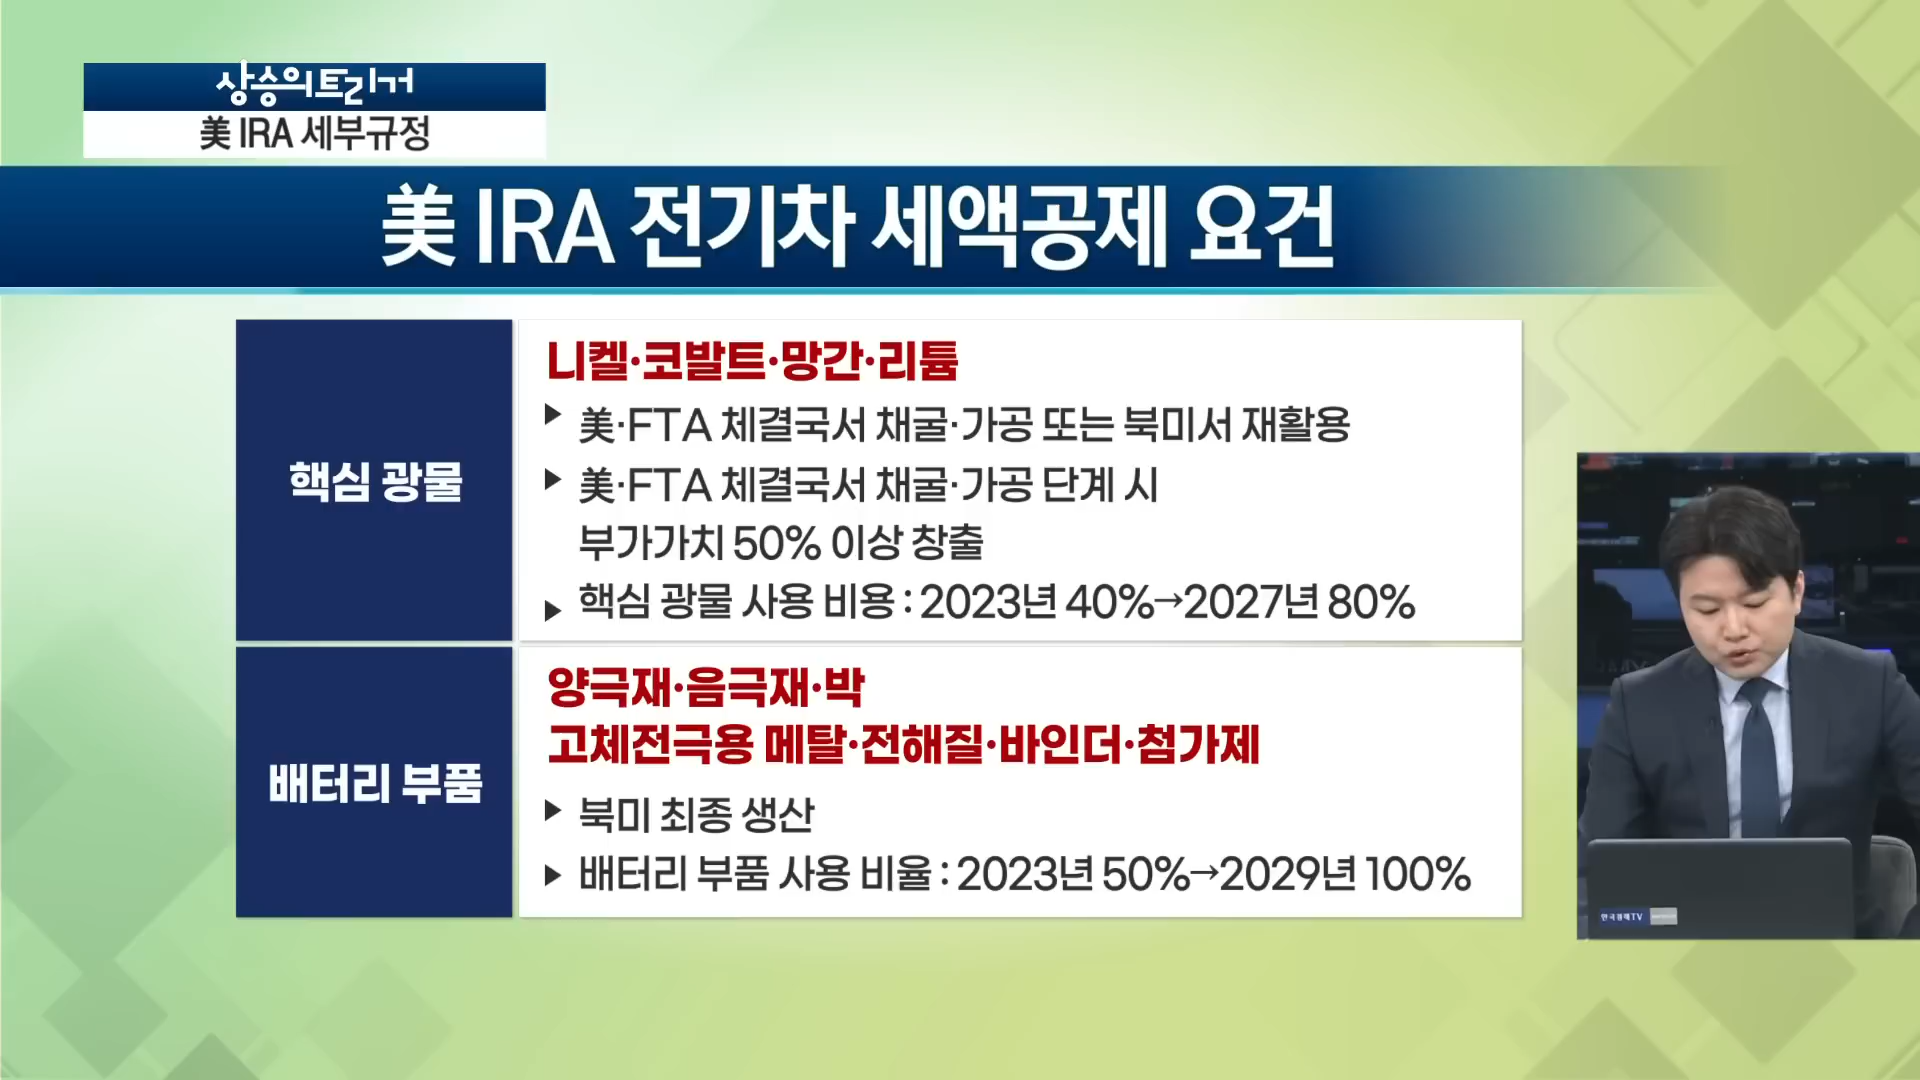 상승의트리거
美 IRA 세부규정
美 IRA 전기차 세액공제 요건
핵심 광물
니켈·코발트·망간·리튬
▶ 美·FTA 체결국서 채굴·가공 또는 북미서 재활용
▶ 美·FTA 체결국서 채굴·가공 단계 시
부가가치 50% 이상 창출
▶ 핵심 광물 사용 비용 : 2023년 40%→2027년 80%
배터리 부품
양극재·음극재·박
고체전극용 메탈·전해질·바인더·첨가제
▶ 북미 최종 생산
▶ 배터리 부품 사용 비율 : 2023년 50%→2029년 100%
한국경제TV